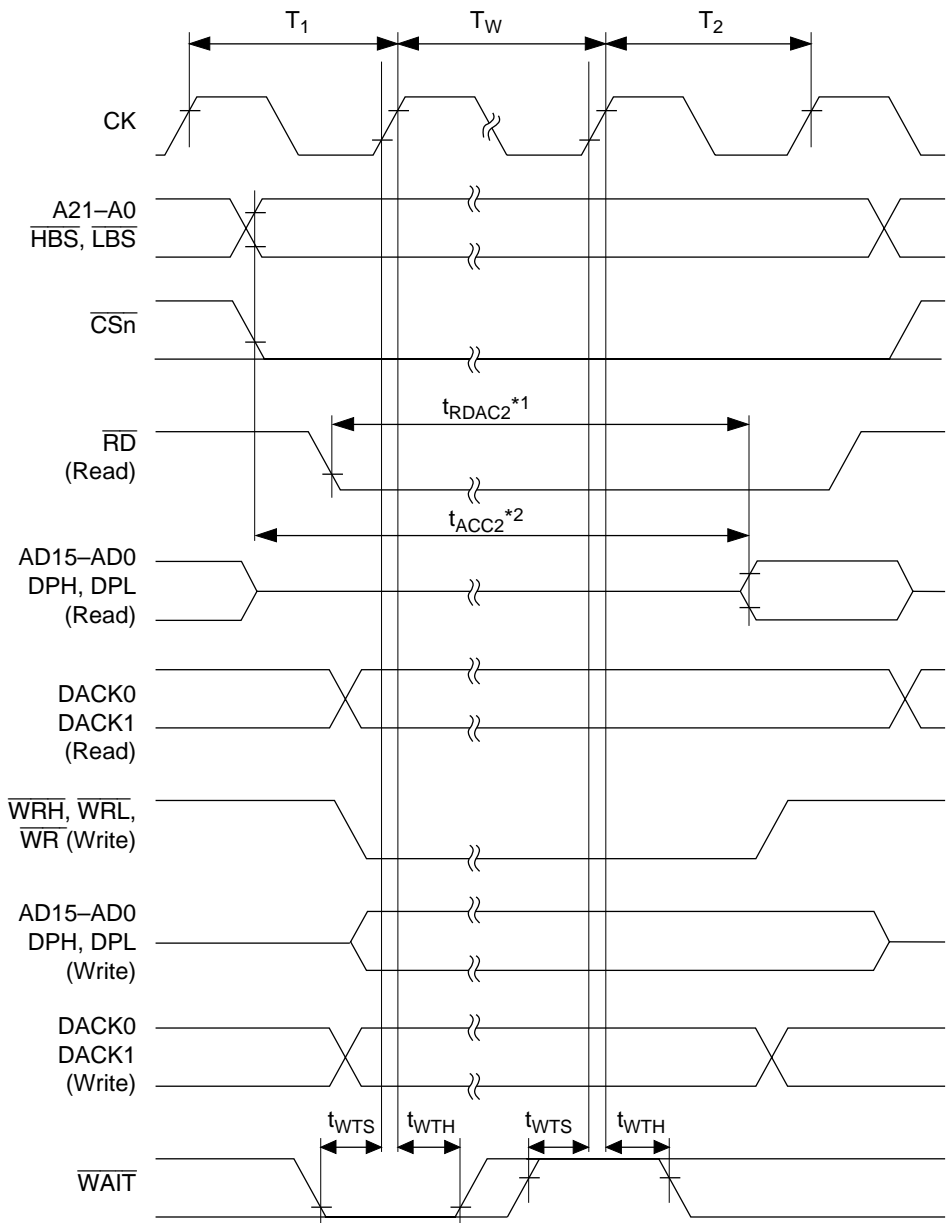 T1 TW T2
CK
A21–A0
HBS, LBS
CSn
tRDAC2*1
RD
(Read)
tACC2*2
AD15–AD0
DPH, DPL
(Read)
DACK0
DACK1
(Read)
WRH, WRL,
WR (Write)
AD15–AD0
DPH, DPL
(Write)
DACK0
DACK1
(Write)
tWTS tWTH tWTS tWTH
WAIT